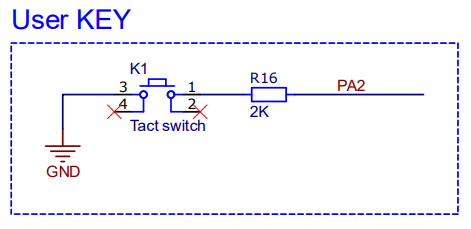 User KEY
K1
3
1
R16
PA2
4
2
2K
Tact switch
GND